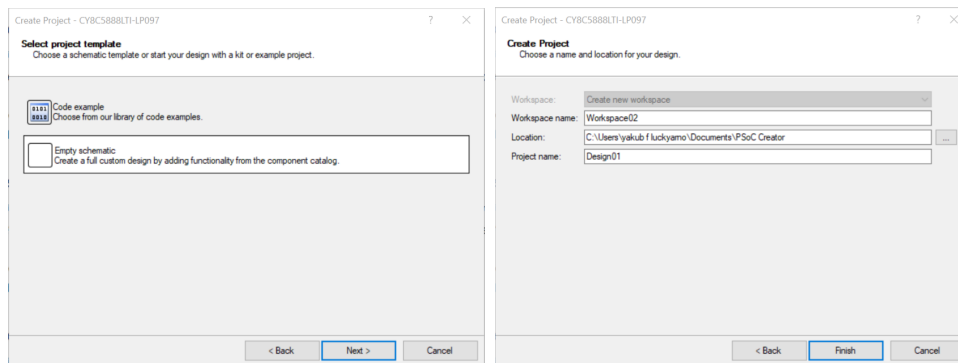 Create Project - CY8C5888LTI-LP097
Select project template
Choose a schematic template or start your design with a kit or example project.
0101
0010
Code example
Choose from our library of code examples.
Empty schematic
Create a full custom design by adding functionality from the component catalog.
< Back
Next >
Cancel
Create Project - CY8C5888LTI-LP097
Create Project
Choose a name and location for your design.
Workspace: Create new workspace
Workspace name: Workspace02
Location: C:\Users\yakub f luckyamo\Documents\PSoC Creator ...
Project name: Design01
< Back
Finish
Cancel